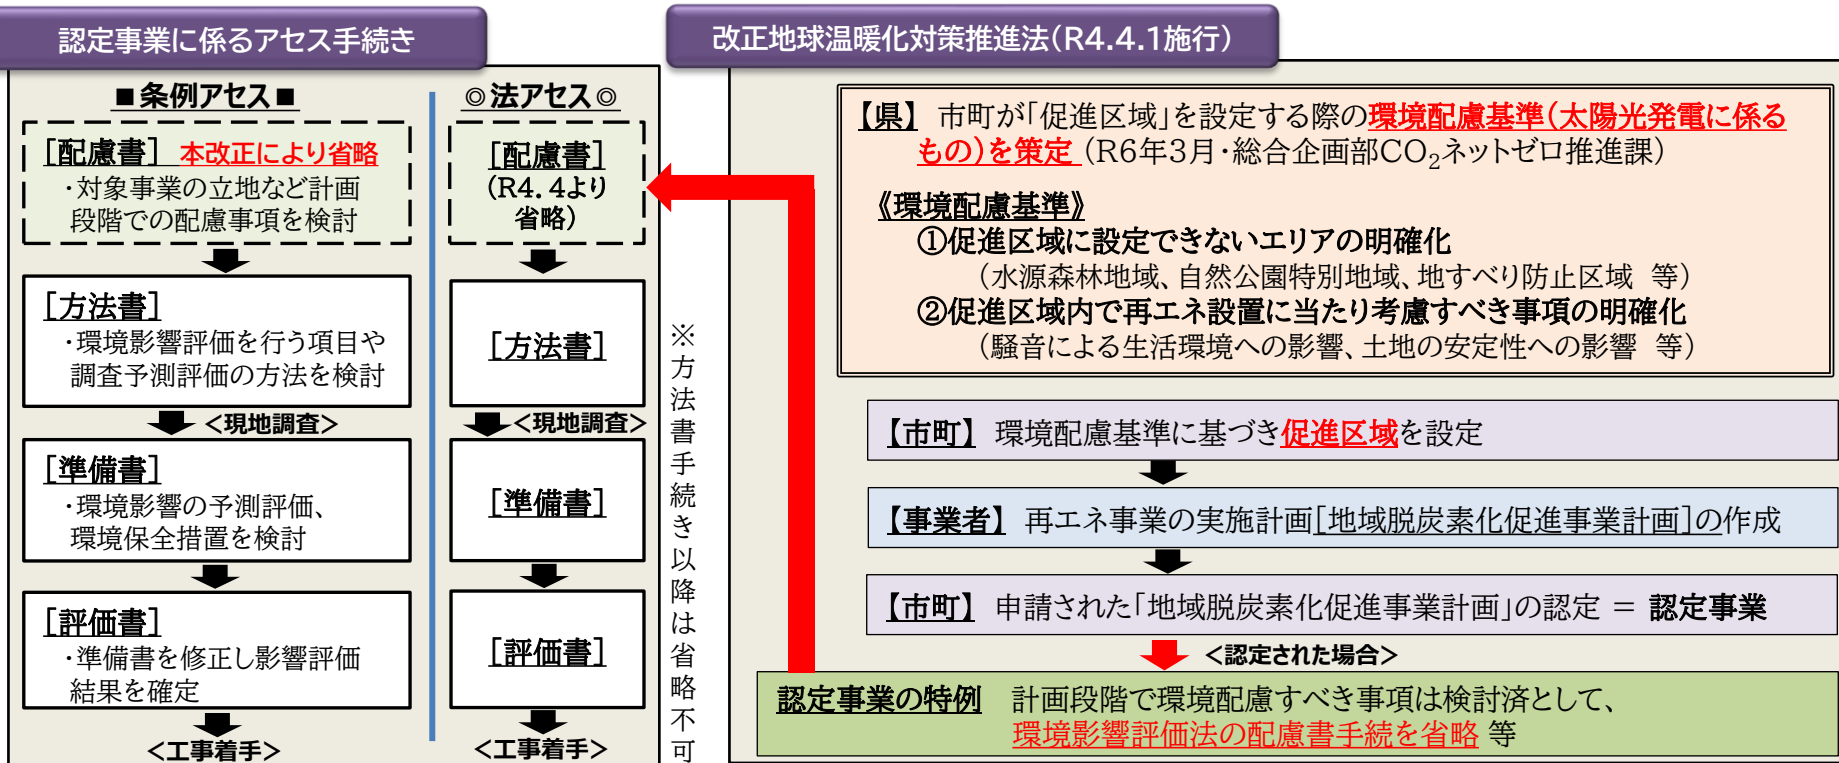 認定事業に係るアセス手続き
■条例アセス■
[配慮書] 本改正により省略
・対象事業の立地など計画
段階での配慮事項を検討
[方法書]
・環境影響評価を行う項目や
調査予測評価の方法を検討
<現地調査>
[準備書]
・環境影響の予測評価、
環境保全措置を検討
[評価書]
・準備書を修正し影響評価
結果を確定
<工事着手>
◎法アセス◎
[配慮書]
(R4.4より
省略)
[方法書]
<現地調査>
[準備書]
[評価書]
<工事着手>
※方法書手続き以降は省略不可
改正地球温暖化対策推進法(R4.4.1施行)
【県】 市町が「促進区域」を設定する際の環境配慮基準(太陽光発電に係る
もの)を策定 (R6年3月・総合企画部CO₂ネットゼロ推進課)
《環境配慮基準》
①促進区域に設定できないエリアの明確化
(水源森林地域、自然公園特別地域、地すべり防止区域 等)
②促進区域内で再エネ設置に当たり考慮すべき事項の明確化
(騒音による生活環境への影響、土地の安定性への影響 等)
【市町】 環境配慮基準に基づき促進区域を設定
【事業者】 再エネ事業の実施計画[地域脱炭素化促進事業計画]の作成
【市町】 申請された「地域脱炭素化促進事業計画」の認定 = 認定事業
<認定された場合>
認定事業の特例 計画段階で環境配慮すべき事項は検討済として、
環境影響評価法の配慮書手続を省略 等